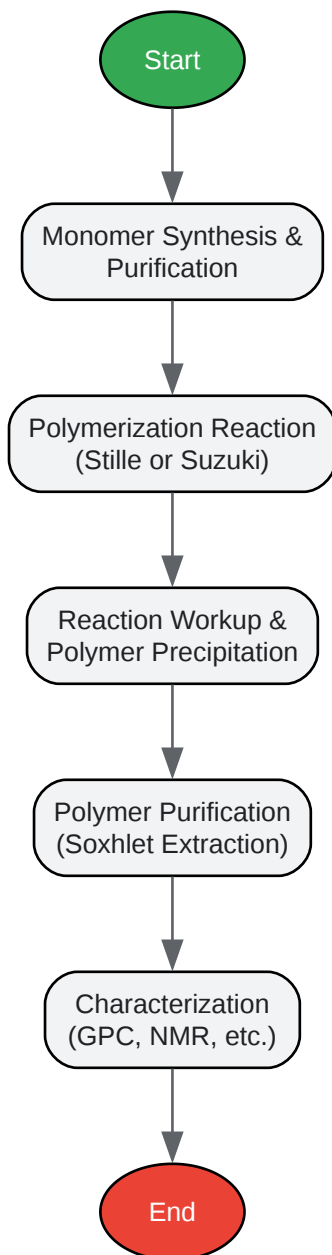 Start
Monomer Synthesis &
Purification
Polymerization Reaction
(Stille or Suzuki)
Reaction Workup &
Polymer Precipitation
Polymer Purification
(Soxhlet Extraction)
Characterization
(GPC, NMR, etc.)
End